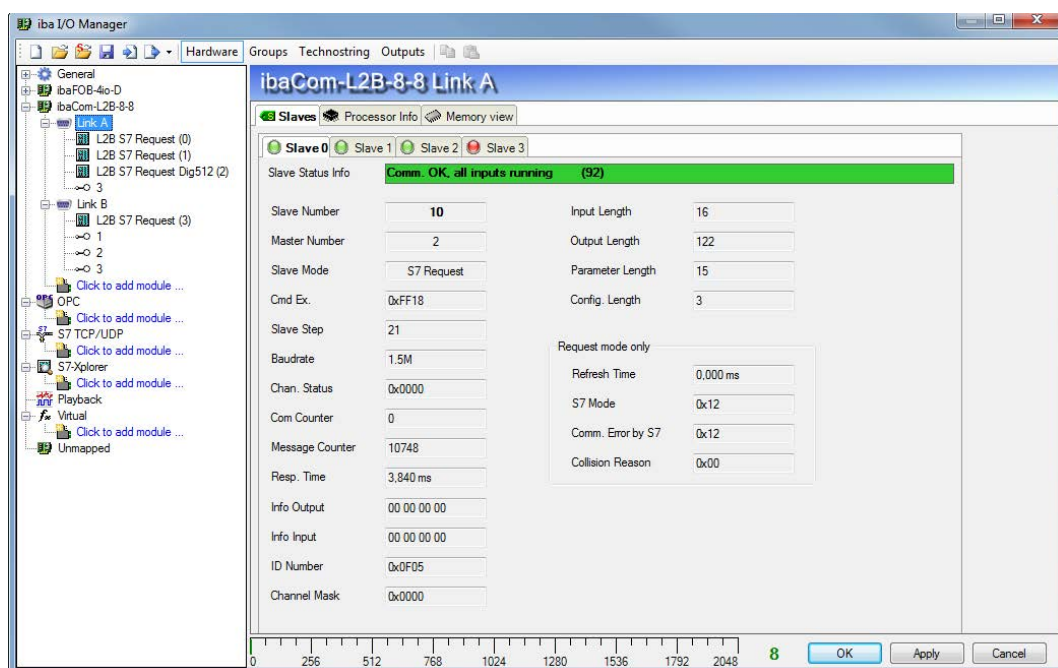 iba I/O Manager
Hardware Groups Technostring Outputs
General
ibaFOB-4io-D
ibaCom-L2B-8-8
Link A
L2B S7 Request (0)
L2B S7 Request (1)
L2B S7 Request Dig512 (2)
3
Link B
L2B S7 Request (3)
1
2
3
Click to add module ...
OPC
Click to add module ...
S7 TCP/UDP
Click to add module ...
S7-Xplorer
Click to add module ...
Playback
Virtual
Click to add module ...
Unmapped
ibaCom-L2B-8-8 Link A
Slaves Processor Info Memory view
Slave 0 Slave 1 Slave 2 Slave 3
Slave Status Info Comm. OK, all inputs running (92)
Slave Number 10
Master Number 2
Slave Mode S7 Request
Cmd Ex. 0xFF18
Slave Step 21
Baudrate 1.5M
Chan. Status 0x0000
Com Counter 0
Message Counter 10748
Resp. Time 3,840 ms
Info Output 00 00 00 00
Info Input 00 00 00 00
ID Number 0x0F05
Channel Mask 0x0000
Input Length 16
Output Length 122
Parameter Length 15
Config. Length 3
Request mode only
Refresh Time 0,000 ms
S7 Mode 0x12
Comm. Error by S7 0x12
Collision Reason 0x00
0 256 512 768 1024 1280 1536 1792 2048 8 OK Apply Cancel